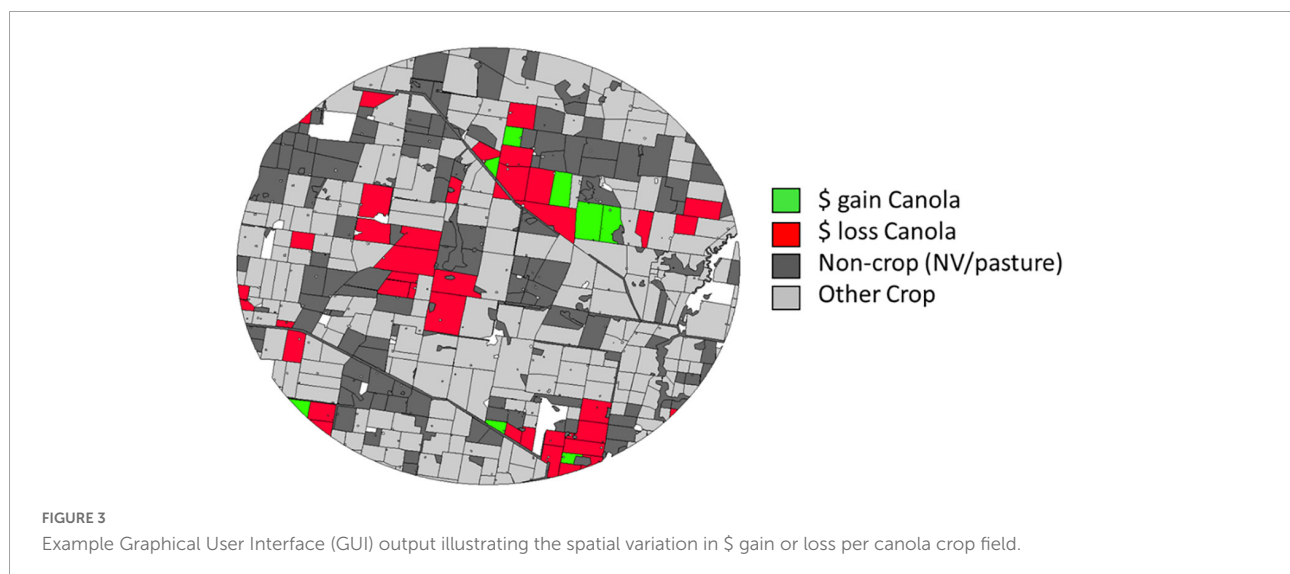 $ gain Canola
$ loss Canola
Non-crop (NV/pasture)
Other Crop
FIGURE 3
Example Graphical User Interface (GUI) output illustrating the spatial variation in $ gain or loss per canola crop field.